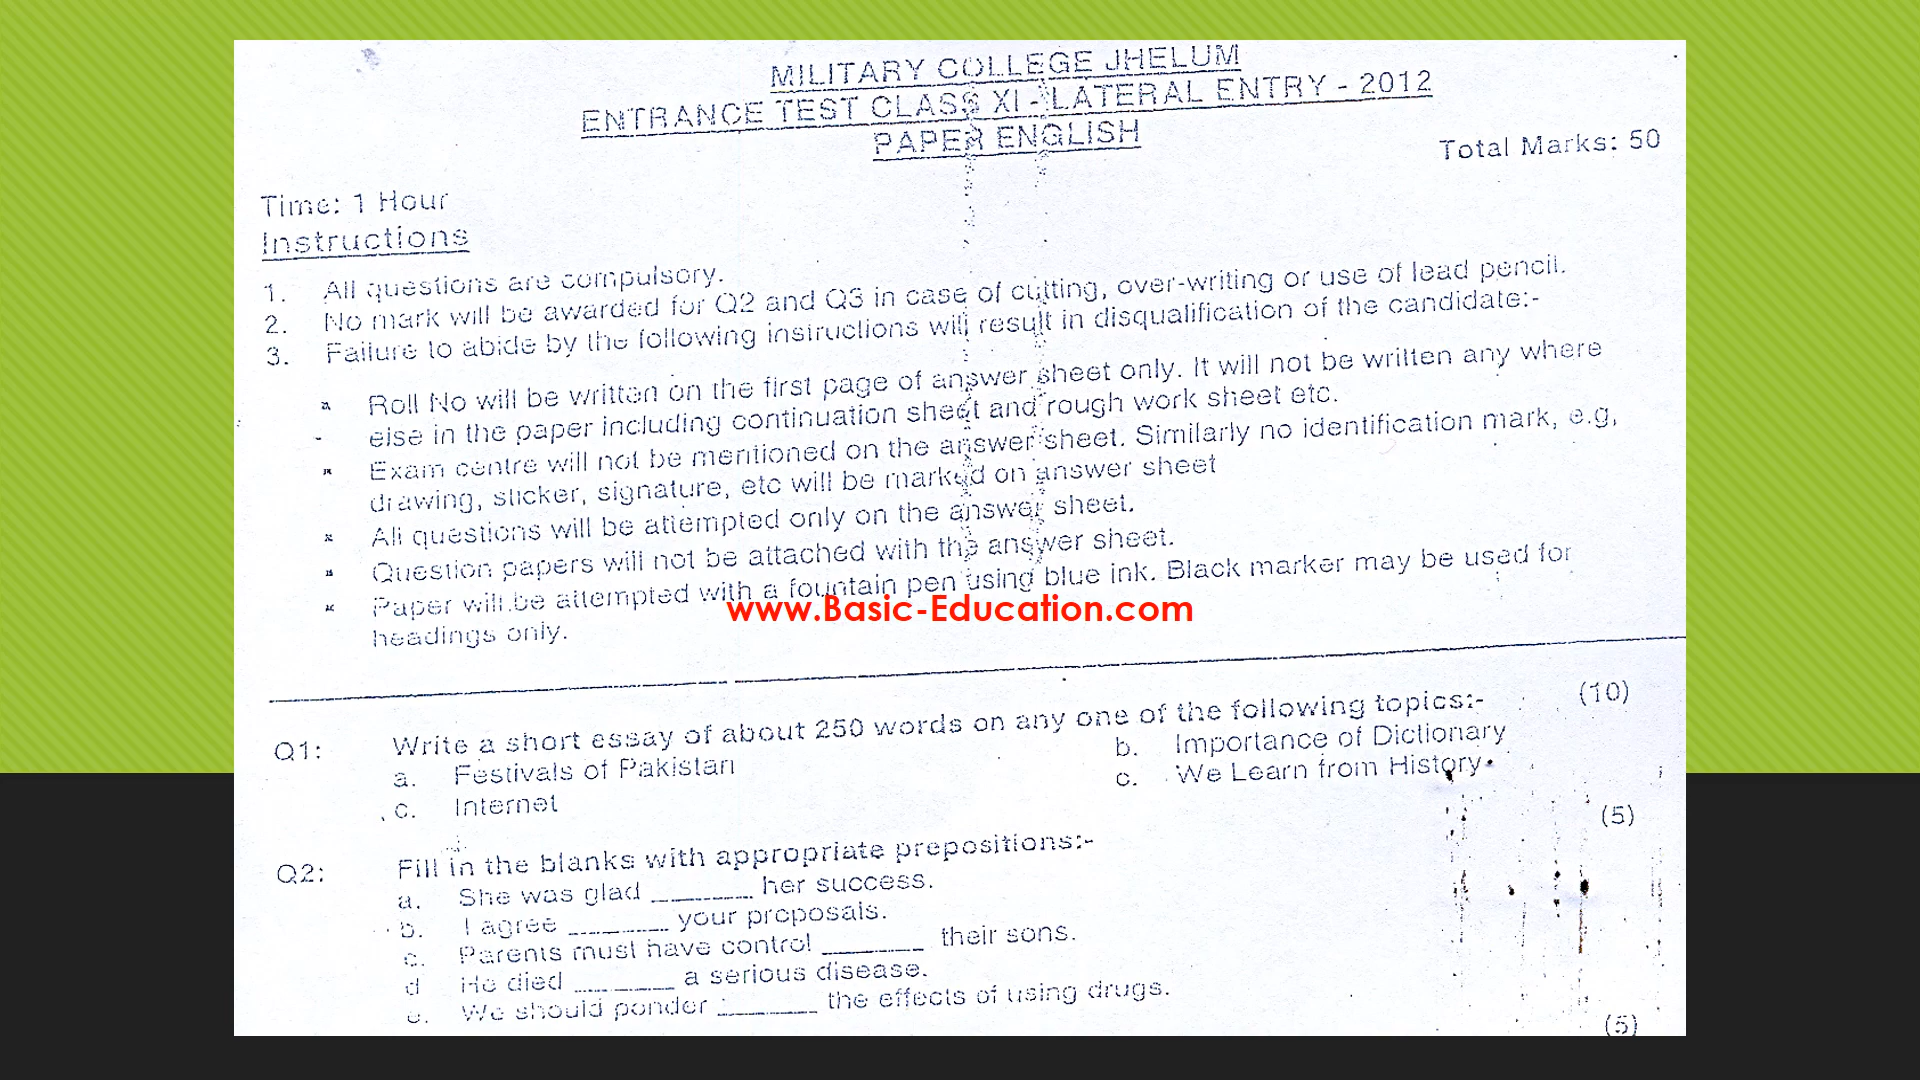 MILITARY COLLEGE JHELUM
ENTRANCE TEST CLASS XI - LATERAL ENTRY - 2012
PAPER ENGLISH
Total Marks: 50
Time: 1 Hour
Instructions
1. All questions are compulsory.
2. No mark will be awarded for Q2 and Q3 in case of cutting, over-writing or use of lead pencil.
3. Failure to abide by the following instructions will result in disqualification of the candidate:-
Roll No will be written on the first page of answer sheet only. It will not be written any where
else in the paper including continuation sheet and rough work sheet etc.
Exam centre will not be mentioned on the answer sheet. Similarly no identification mark, e.g,
drawing, sticker, signature, etc will be marked on answer sheet
All questions will be attempted only on the answer sheet.
Question papers will not be attached with the answer sheet.
Paper will be attempted with a fountain pen using blue ink. Black marker may be used for
headings only.
www.Basic-Education.com
Q1: Write a short essay of about 250 words on any one of the following topics:- (10)
a. Festivals of Pakistan b. Importance of Dictionary
c. Internet c. We Learn from History
Q2: Fill in the blanks with appropriate prepositions:- (5)
a. She was glad ________ her success.
b. I agree ________ your proposals.
c. Parents must have control ________ their sons.
d He died ________ a serious disease.
e. We should ponder ________ the effects of using drugs.
(5)